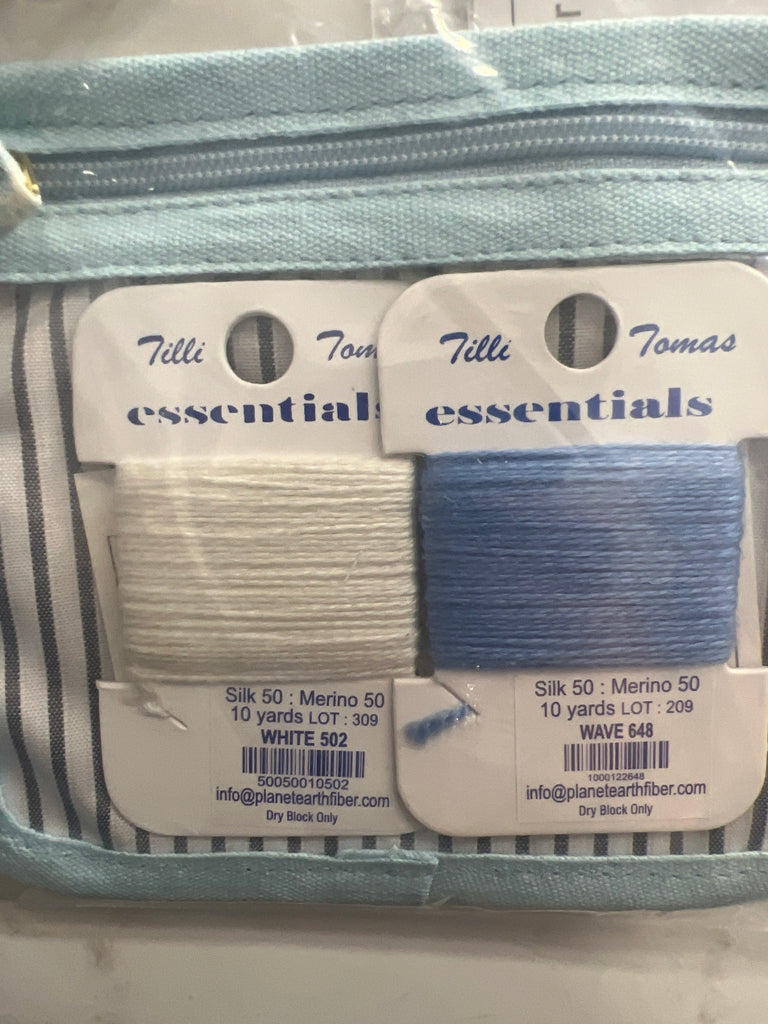 Tilli Tom
essential
Silk 50 : Merino 50
10 yards LOT : 309
WHITE 502
50050010502
info@planetearthfiber.com
Dry Block Only
Tilli Tomas
essentials
Silk 50 : Merino 50
10 yards LOT : 209
WAVE 648
1000122648
info@planetearthfiber.com
Dry Block Only